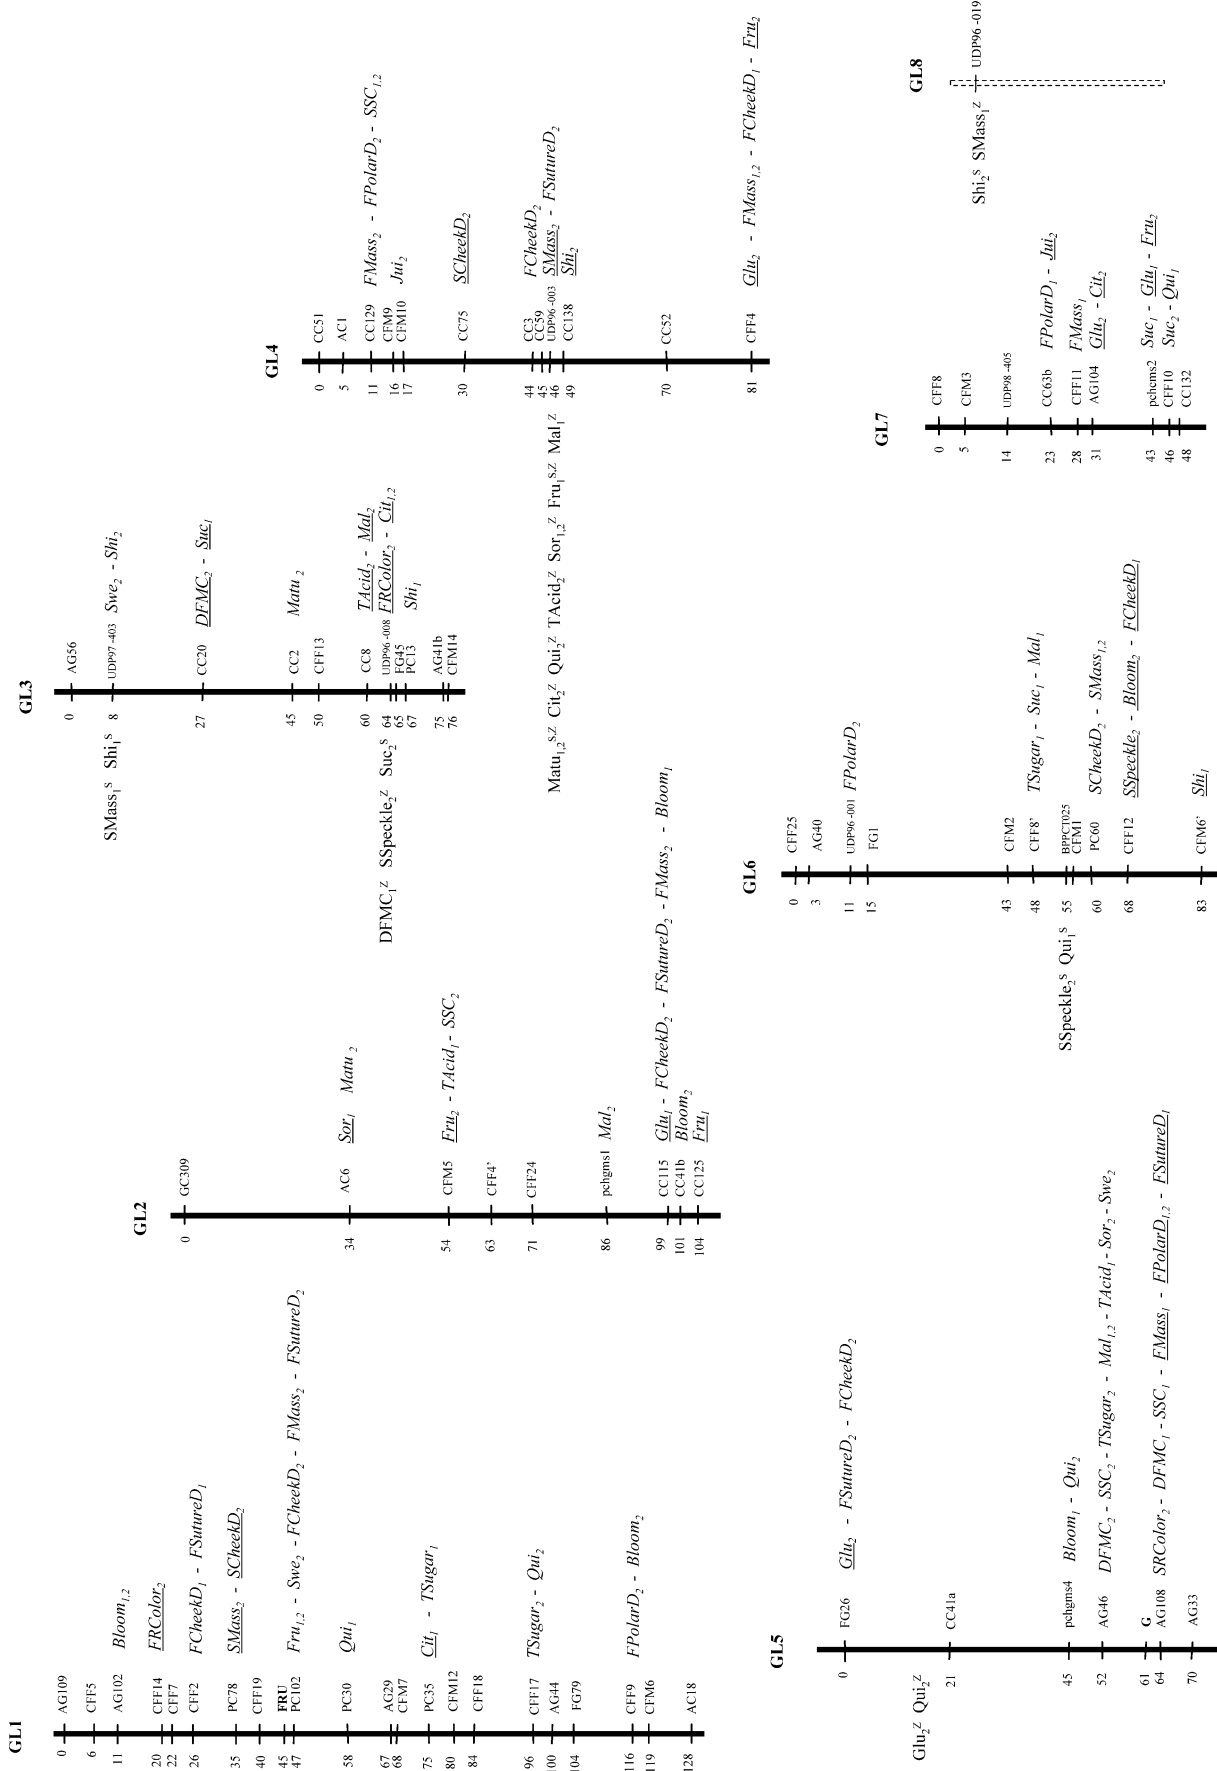 GL1
0 AG109
6 CFF5
11 AG102 Bloom1,2
20 CFF14 FRColor2
22 CFF7
26 CFF2 FCheekD1 - FSutureD1
35 PC78 SMass2 - SCheekD2
40 CFF19
45 FRU
47 PC102 Fru1,2 - Swe2 - FCheekD2 - FMass2 - FSutureD2
58 PC30 Qui1
67 AG29
68 CFM7
75 PC35 Cit1 - TSugar1
80 CFM12
84 CFF18
96 CFF17 TSugar2 - Qui2
100 AG44
104 FG79
116 CFF9 FPolarD2 - Bloom2
119 CFM6
128 AC18
GL2
0 GC309
34 AC6 Sor1 Matu 2
54 CFM5 Fru2 - TAcid1 - SSC2
63 CFF4'
71 CFF24
86 pchgms1 Mal2
99 CC115 Glu1 - FCheekD2 - FSutureD2 - FMass2 - Bloom1
101 CC41b Bloom2
104 CC125 Fru1
GL3
0 AG56
SMass1S Shi1S 8 UDP97-403 Swe2 - Shi2
27 CC20 DFMC2 - Suc1
45 CC2 Matu 2
50 CFF13
60 CC8 TAcid2 - Mal2
DFMC1Z SSpeckle2Z Suc2S 64 UDP96-008 FRColor2 - Cit1,2
65 FG45
67 PC13 Shi1
75 AG41b
76 CFM14
GL4
0 CC51
5 AC1
11 CC129 FMass2 - FPolarD2 - SSC1,2
16 CFM9 Jui2
17 CFM10
30 CC75 SCheekD2
44 CC3 FCheekD2
45 CC59
Matu1,2S,Z Cit2Z Qui2Z TAcid2Z Sor1,2Z Fru1S,Z Mal1Z 46 UDP96-003 SMass2 - FSutureD2
49 CC138 Shi2
70 CC52
81 CFF4 Glu2 - FMass1,2 - FCheekD1 - Fru2
GL5
0 FG26 Glu2 - FSutureD2 - FCheekD2
Glu2Z Qui2Z
21 CC41a
45 pchgms4 Bloom1 - Qui2
52 AG46 DFMC2 - SSC2 - TSugar2 - Mal1,2 - TAcid1 - Sor2 - Swe2
61 G
64 AG108 SRColor2 - DFMC1 - SSC1 - FMass1 - FPolarD1,2 - FSutureD1
70 AG33
GL6
0 CFF25
3 AG40
11 UDP96-001 FPolarD2
15 FG1
43 CFM2
48 CFF8' TSugar1 - Suc1 - Mal1
SSpeckle2S Qui1S 55 BPPCT025
CFM1
60 PC60 SCheekD2 - SMass1,2
68 CFF12 SSpeckle2 - Bloom2 - FCheekD1
83 CFM6' Shi1
GL7
0 CFF8
5 CFM3
14 UDP98-405
23 CC63b FPolarD1 - Jui2
28 CFF11 FMass1
31 AG104 Glu2 - Cit2
43 pchcms2 Suc1 - Glu1 - Fru2
46 CFF10 Suc2 - Qui1
48 CC132
GL8
Shi2S SMass1Z UDP96-019